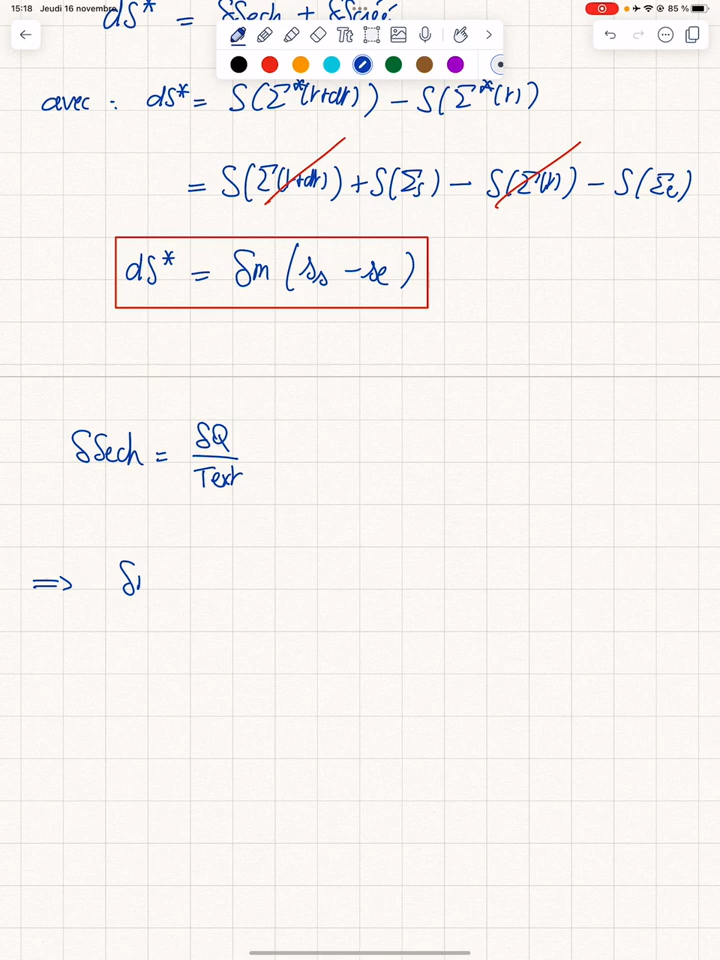 15:18 Jeudi 16 novembre 85 %
dS* = δSech + δScréé
Tt
avec : dS* = S(Σ*(t+dt)) – S(Σ*(t))
= S(Σ(t+dt)) + S(Σs) – S(Σ(t)) – S(Σe)
dS* = δm (ss – se)
δSech = δQ / Text
⟹ δ